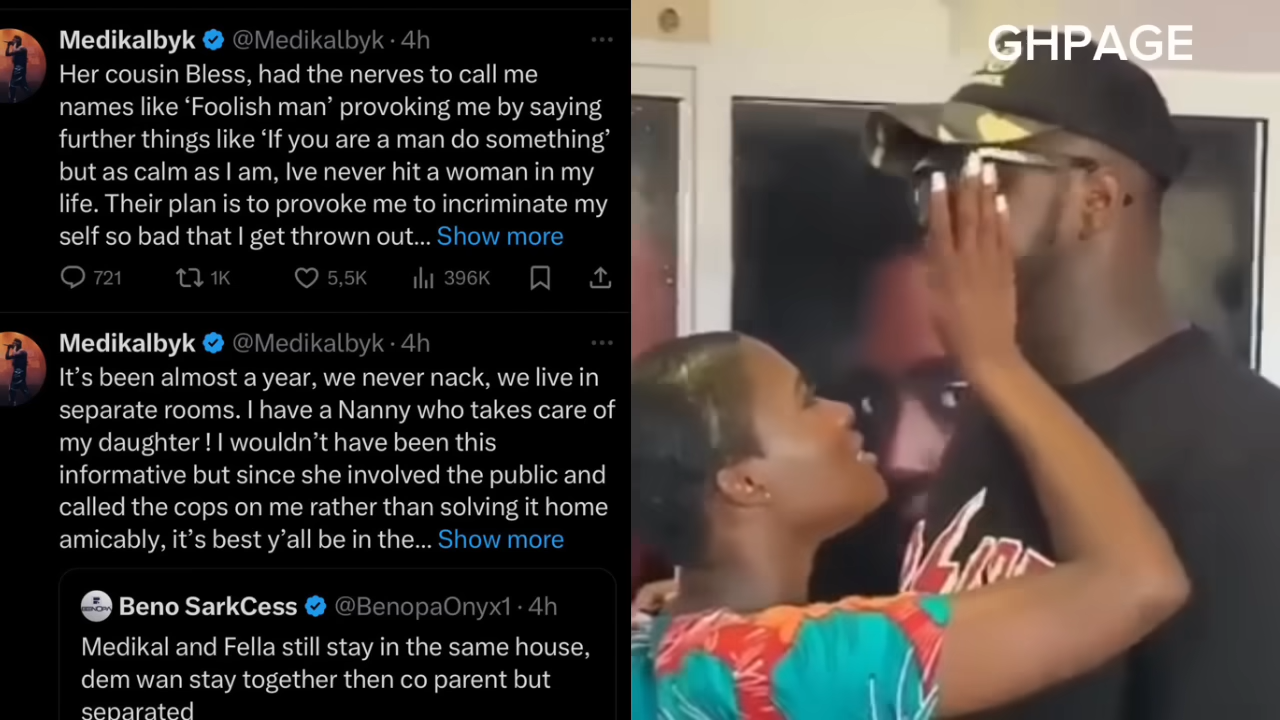 Medikalbyk @Medikalbyk · 4h
Her cousin Bless, had the nerves to call me
names like ‘Foolish man’ provoking me by saying
further things like ‘If you are a man do something’
but as calm as I am, Ive never hit a woman in my
life. Their plan is to provoke me to incriminate my
self so bad that I get thrown out... Show more
721 1K 5,5K 396K
Medikalbyk @Medikalbyk · 4h
It’s been almost a year, we never nack, we live in
separate rooms. I have a Nanny who takes care of
my daughter ! I wouldn’t have been this
informative but since she involved the public and
called the cops on me rather than solving it home
amicably, it’s best y’all be in the... Show more
Beno SarkCess @BenopaOnyx1 · 4h
Medikal and Fella still stay in the same house,
dem wan stay together then co parent but
separated
GHPAGE